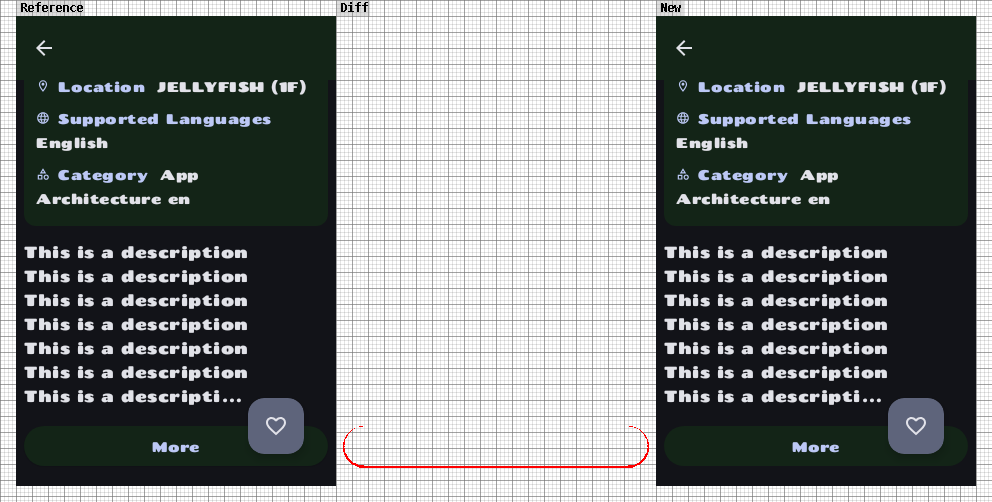 Reference
Diff
New
Location JELLYFISH (1F)
Supported Languages
English
Category App
Architecture en
This is a description
This is a description
This is a description
This is a description
This is a description
This is a description
This is a descripti...
More
Location JELLYFISH (1F)
Supported Languages
English
Category App
Architecture en
This is a description
This is a description
This is a description
This is a description
This is a description
This is a description
This is a descripti...
More